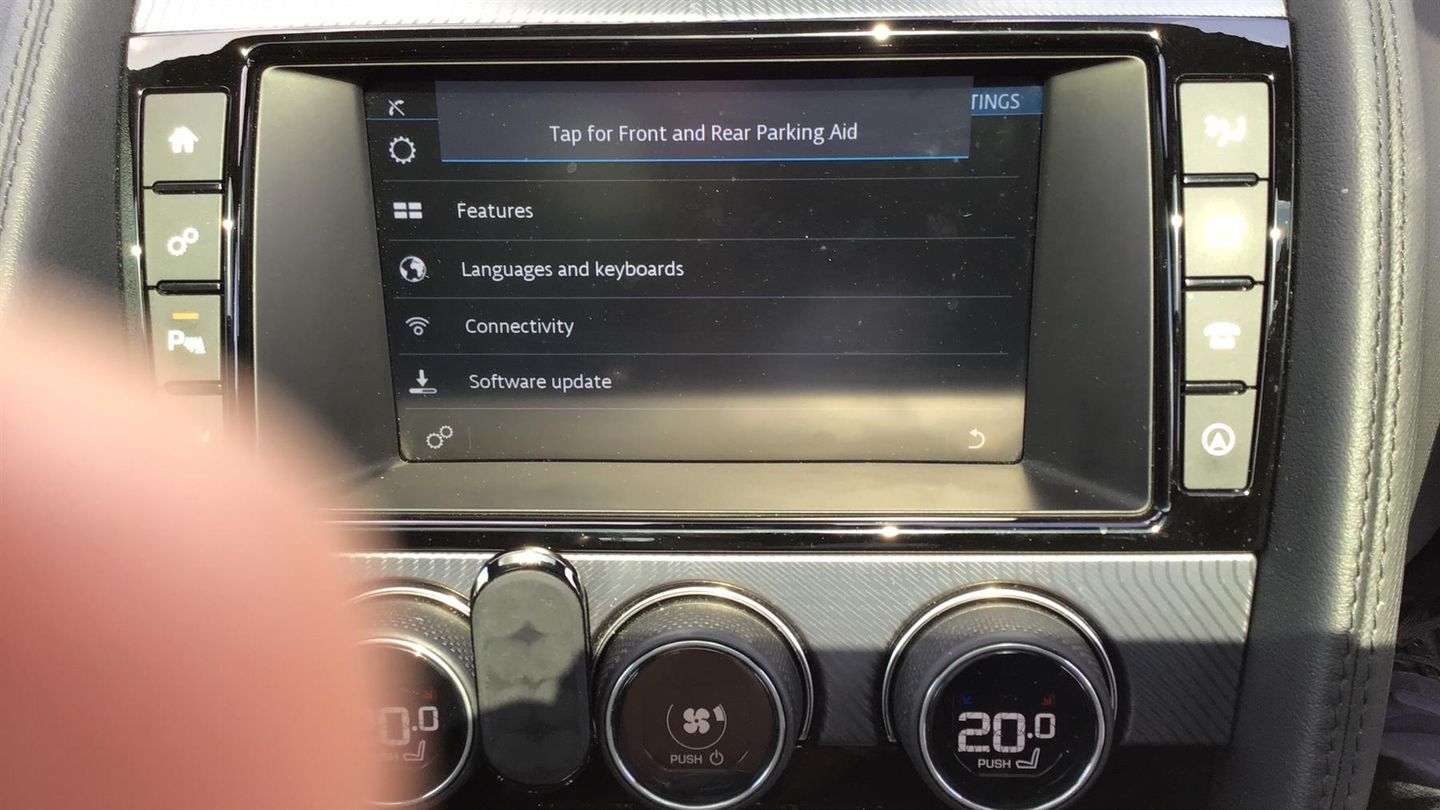 TINGS
Tap for Front and Rear Parking Aid
Features
Languages and keyboards
Connectivity
Software update
P
0.0
PUSH
20.0
PUSH